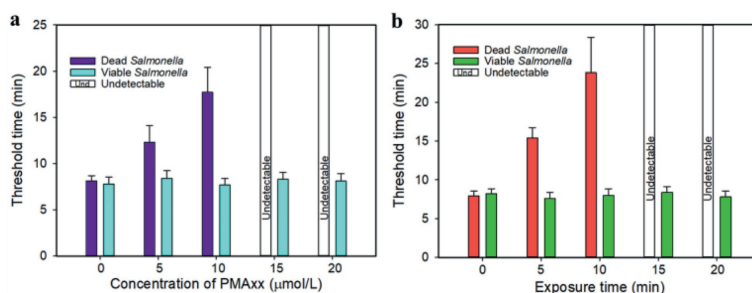 a
25
20
15
10
5
0
Threshold time (min)
Dead Salmonella
Viable Salmonella
Und Undetectable
Undetectable
Undetectable
0 5 10 15 20
Concentration of PMAxx (μmol/L)
b
30
25
20
15
10
5
0
Threshold time (min)
Dead Salmonella
Viable Salmonella
Und Undetectable
Undetectable
Undetectable
0 5 10 15 20
Exposure time (min)